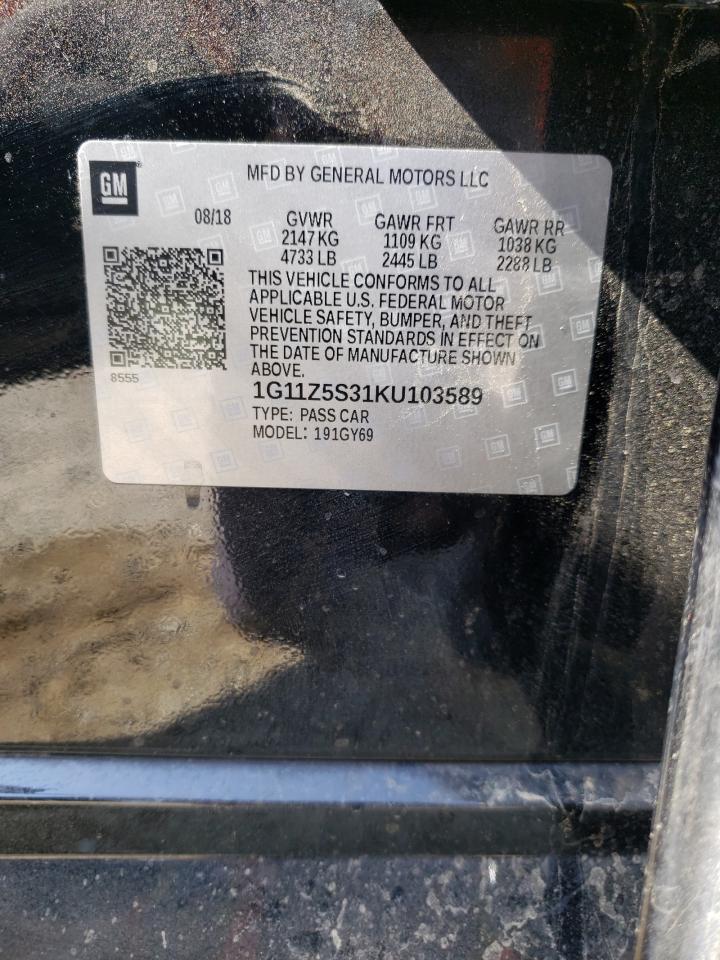 GM
MFD BY GENERAL MOTORS LLC
08/18 GVWR GAWR FRT GAWR RR
2147 KG 1109 KG 1038 KG
4733 LB 2445 LB 2288 LB
THIS VEHICLE CONFORMS TO ALL
APPLICABLE U.S. FEDERAL MOTOR
VEHICLE SAFETY, BUMPER, AND THEFT
PREVENTION STANDARDS IN EFFECT ON
THE DATE OF MANUFACTURE SHOWN
ABOVE.
8555
1G11Z5S31KU103589
TYPE: PASS CAR
MODEL: 191GY69